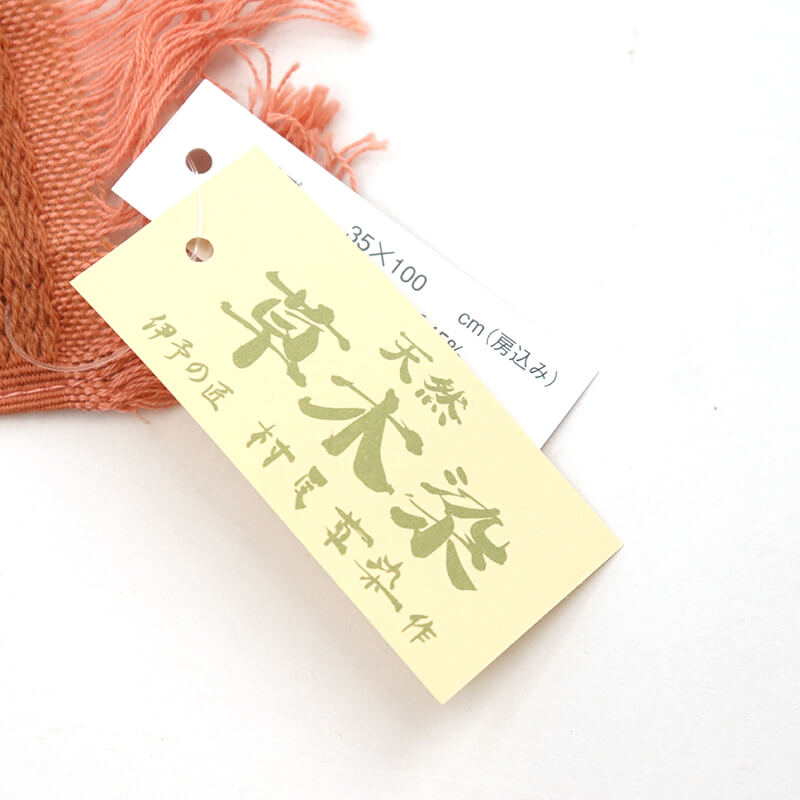 天然
草木染
伊予の匠
村尾草染作
35×100
cm(房込み)